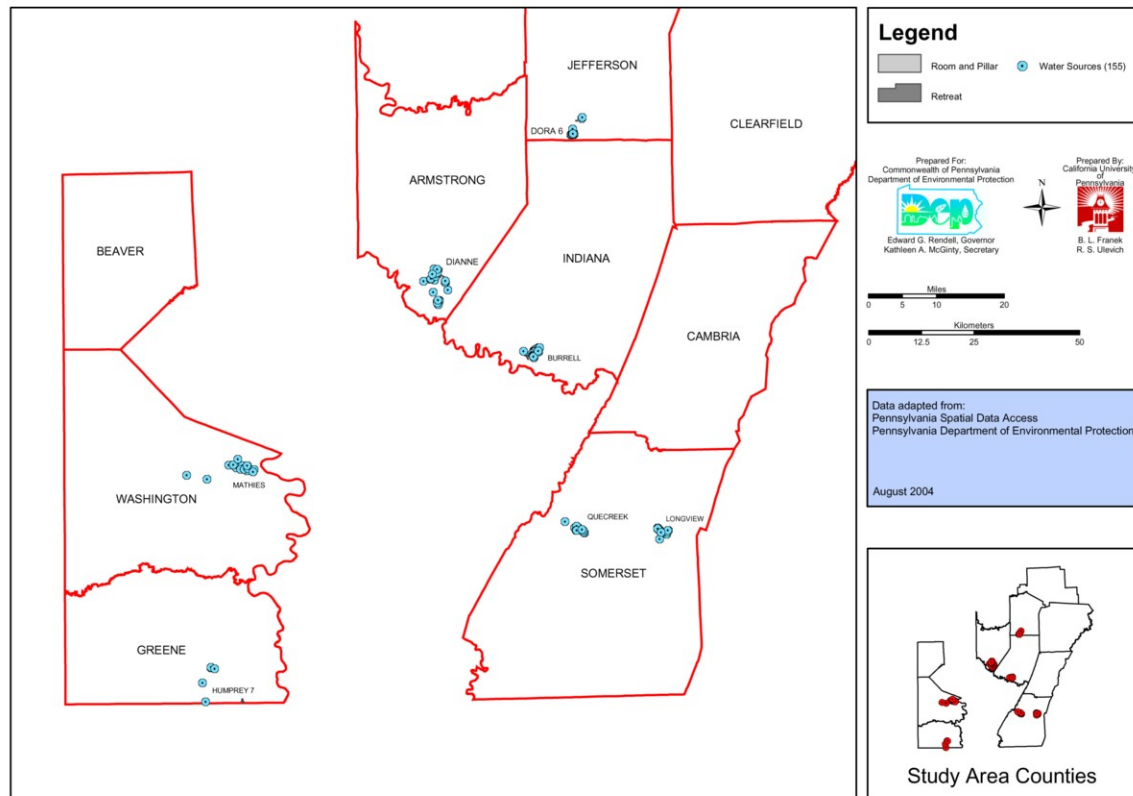 JEFFERSON
DORA 6
CLEARFIELD
ARMSTRONG
BEAVER
DIANNE
INDIANA
CAMBRIA
BURRELL
MATHIES
WASHINGTON
QUECREEK
LONGVIEW
SOMERSET
GREENE
HUMPREY 7
Legend
Room and Pillar
Water Sources (155)
Retreat
Prepared For:
Commonwealth of Pennsylvania
Department of Environmental Protection
Dep
Edward G. Rendell, Governor
Kathleen A. McGinty, Secretary
N
Prepared By:
California University
of
Pennsylvania
B. L. Franek
R. S. Ulevich
Miles
0 5 10 20
Kilometers
0 12.5 25 50
Data adapted from:
Pennsylvania Spatial Data Access
Pennsylvania Department of Environmental Protection
August 2004
Study Area Counties